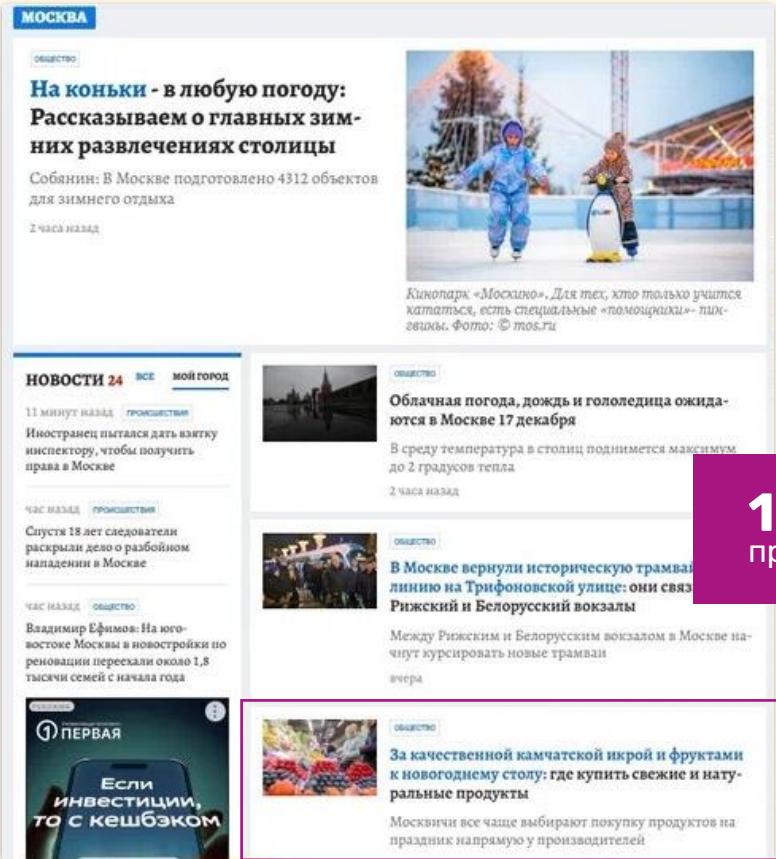 МОСКВА
ОБЩЕСТВО
На коньки - в любую погоду:
Рассказываем о главных зим-
них развлечениях столицы
Собянин: В Москве подготовлено 4312 объектов
для зимнего отдыха
2 часа назад
Кинопарк «Москино». Для тех, кто только учится
кататься, есть специальные «помощники»- пин-
гвины. Фото: © mos.ru
НОВОСТИ 24 ВСЕ МОЙ ГОРОД
11 минут назад ПРОИСШЕСТВИЯ
Иностранец пытался дать взятку
инспектору, чтобы получить
права в Москве
час назад ПРОИСШЕСТВИЯ
Спустя 18 лет следователи
раскрыли дело о разбойном
нападении в Москве
час назад ОБЩЕСТВО
Владимир Ефимов: На юго-
востоке Москвы в новостройки по
реновации переехали около 1,8
тысячи семей с начала года
РЕКЛАМА
ПЕРВАЯ
Если
инвестиции,
то с кешбэком
ОБЩЕСТВО
Облачная погода, дождь и гололедица ожида-
ются в Москве 17 декабря
В среду температура в столиц поднимется максимум
до 2 градусов тепла
2 часа назад
ОБЩЕСТВО
В Москве вернули историческую трамвай
линию на Трифоновской улице: они связ
Рижский и Белорусский вокзалы
Между Рижским и Белорусским вокзалом в Москве на-
чнут курсировать новые трамваи
вчера
1
пр
ОБЩЕСТВО
За качественной камчатской икрой и фруктами
к новогоднему столу: где купить свежие и нату-
ральные продукты
Москвичи все чаще выбирают покупку продуктов на
праздник напрямую у производителей